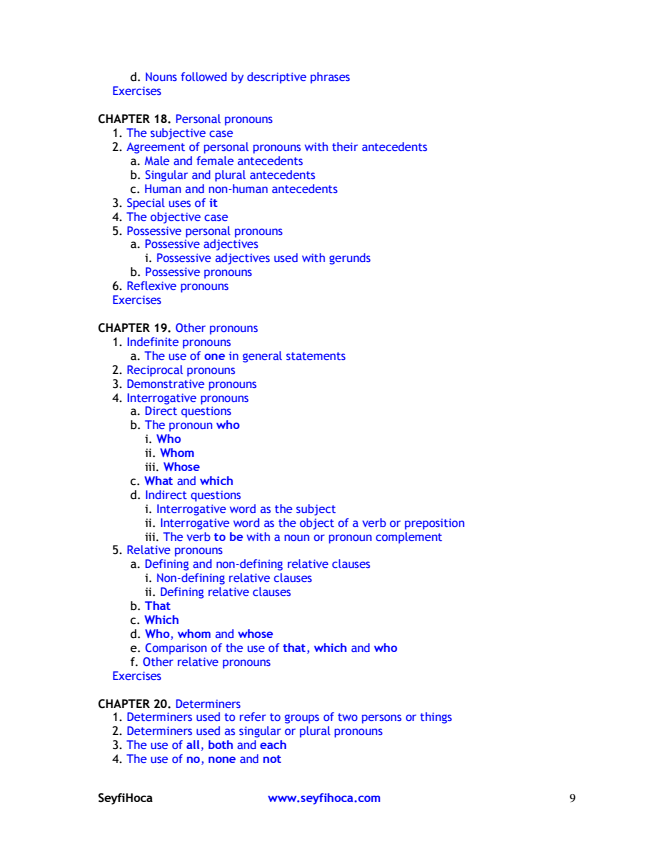 d. Nouns followed by descriptive phrases
Exercises
CHAPTER 18. Personal pronouns
1. The subjective case
2. Agreement of personal pronouns with their antecedents
a. Male and female antecedents
b. Singular and plural antecedents
c. Human and non-human antecedents
3. Special uses of it
4. The objective case
5. Possessive personal pronouns
a. Possessive adjectives
i. Possessive adjectives used with gerunds
b. Possessive pronouns
6. Reflexive pronouns
Exercises
CHAPTER 19. Other pronouns
1. Indefinite pronouns
a. The use of one in general statements
2. Reciprocal pronouns
3. Demonstrative pronouns
4. Interrogative pronouns
a. Direct questions
b. The pronoun who
i. Who
ii. Whom
iii. Whose
c. What and which
d. Indirect questions
i. Interrogative word as the subject
ii. Interrogative word as the object of a verb or preposition
iii. The verb to be with a noun or pronoun complement
5. Relative pronouns
a. Defining and non-defining relative clauses
i. Non-defining relative clauses
ii. Defining relative clauses
b. That
c. Which
d. Who, whom and whose
e. Comparison of the use of that, which and who
f. Other relative pronouns
Exercises
CHAPTER 20. Determiners
1. Determiners used to refer to groups of two persons or things
2. Determiners used as singular or plural pronouns
3. The use of all, both and each
4. The use of no, none and not
SeyfiHoca www.seyfihoca.com 9